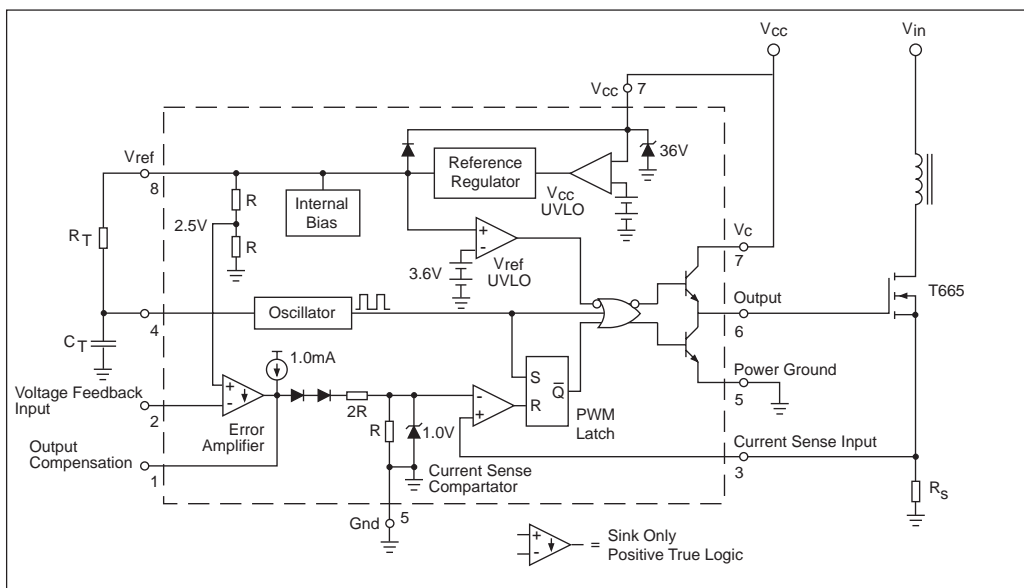 Vcc
Vin
Vcc 7
Vref
8
36V
Reference
Regulator
Vcc
UVLO
R
Internal
Bias
2.5V
R
RT
Vc
7
3.6V
Vref
UVLO
T665
Oscillator
Output
6
4
CT
1.0mA
Power Ground
5
S
Q
R
PWM
Latch
Voltage Feedback
Input
2
+
-
Error
Amplifier
2R
R
1.0V
-
+
Current Sense Input
3
Output
Compensation
1
Current Sense
Compartator
Rs
Gnd 5
+
-
= Sink Only
Positive True Logic